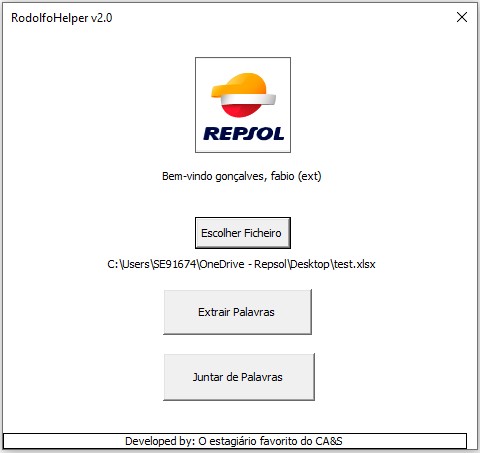 RodolfoHelper v2.0
REPSOL
Bem-vindo gonçalves, fabio (ext)
Escolher Ficheiro
C:\Users\SE91674\OneDrive - Repsol\Desktop\test.xlsx
Extrair Palavras
Juntar de Palavras
Developed by: O estagiário favorito do CA&S